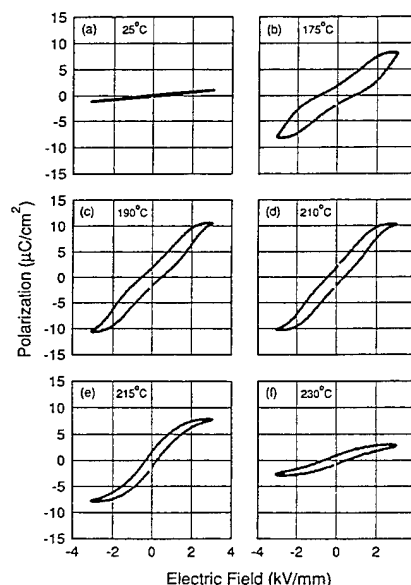 (a) 25°C
(b) 175°C
15
10
5
0
-5
-10
-15
(c) 190°C
(d) 210°C
15
10
5
0
-5
-10
-15
(e) 215°C
(f) 230°C
15
10
5
0
-5
-10
-15
-4 -2 0 2 4 -2 0 2 4
Polarization (μC/cm²)
Electric Field (kV/mm)